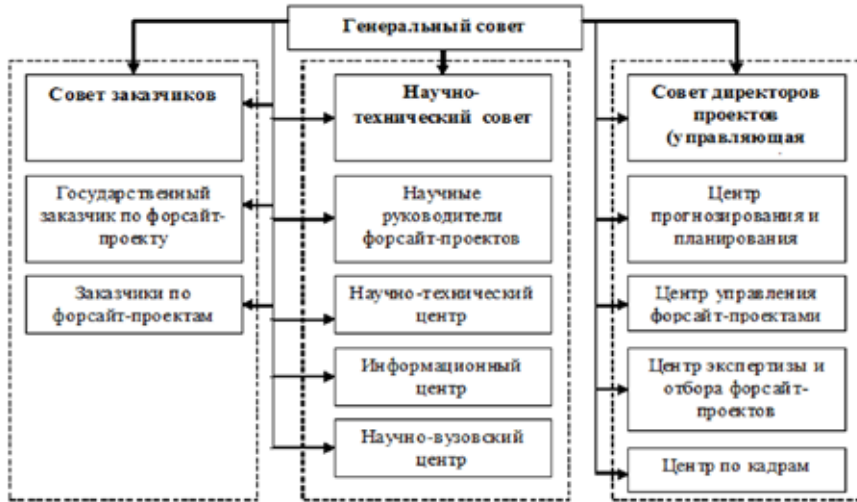 Генеральный совет
Совет заказчиков
Государственный
заказчик по форсайт-
проекту
Заказчики по
форсайт-проектам
Научно-
технический совет
Научные
руководители
форсайт-проектов
Научно-технический
центр
Информационный
центр
Научно-вузовский
центр
Совет директоров
проектов
(управляющая
Центр
прогнозирования и
планирования
Центр управления
форсайт-проектами
Центр экспертизы и
отбора форсайт-
проектов
Центр по кадрам